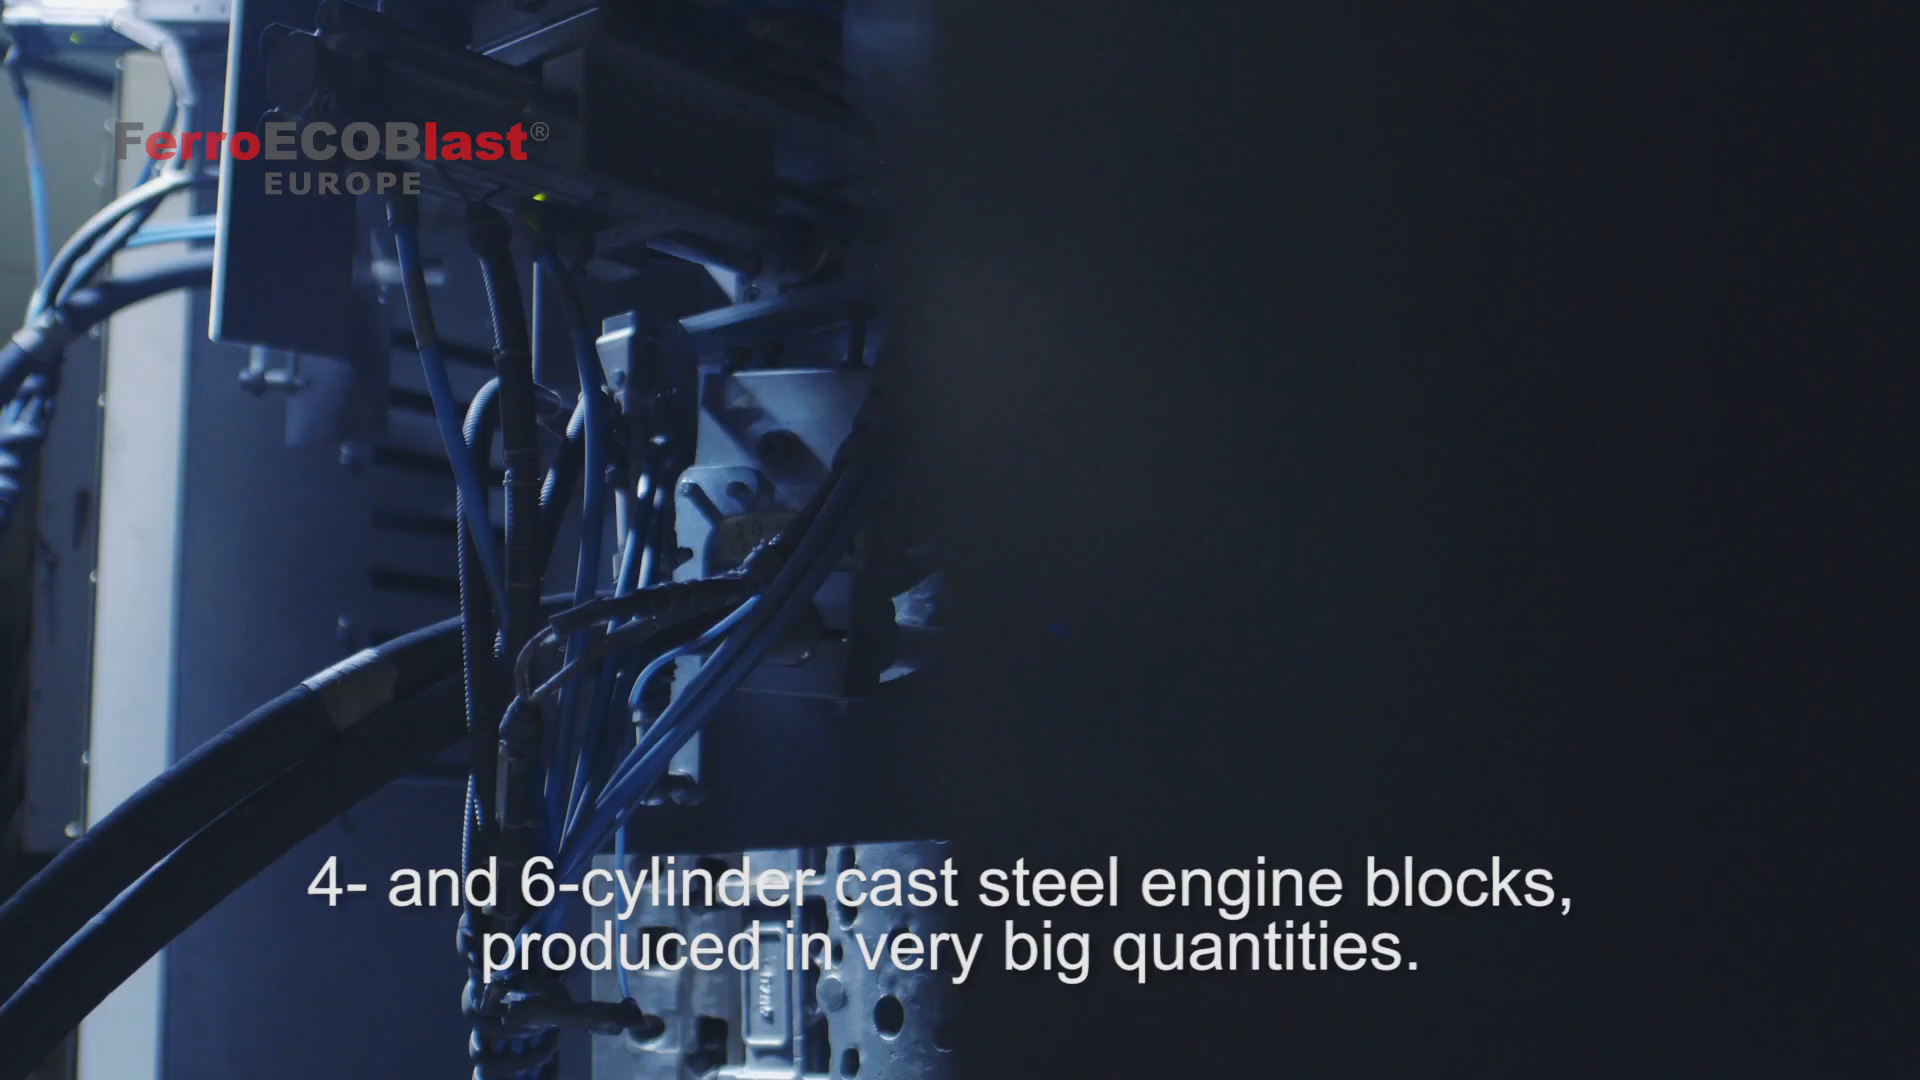 FerroECOBlast®
EUROPE
4- and 6-cylinder cast steel engine blocks,
produced in very big quantities.